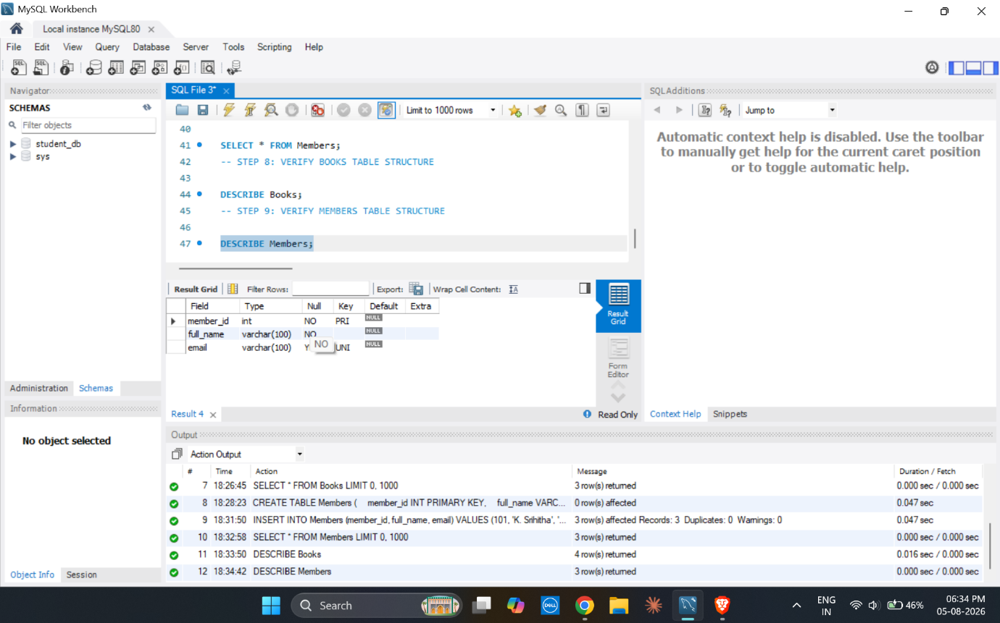 MySQL Workbench
Local instance MySQL80
File Edit View Query Database Server Tools Scripting Help
Navigator
SCHEMAS
Filter objects
student_db
sys
Administration Schemas
Information
No object selected
Object Info Session
SQL File 3*
Limit to 1000 rows
40
41 SELECT * FROM Members;
42 -- STEP 8: VERIFY BOOKS TABLE STRUCTURE
43
44 DESCRIBE Books;
45 -- STEP 9: VERIFY MEMBERS TABLE STRUCTURE
46
47 DESCRIBE Members;
Result Grid Filter Rows: Export: Wrap Cell Content:
Field Type Null Key Default Extra
member_id int NO PRI NULL
full_name varchar(100) NO NULL
email varchar(100) UNI NULL
NO
Result Grid
Form Editor
Result 4
Read Only
SQLAdditions
Jump to
Automatic context help is disabled. Use the toolbar
to manually get help for the current caret position
or to toggle automatic help.
Context Help Snippets
Output
Action Output
# Time Action Message Duration / Fetch
7 18:26:45 SELECT * FROM Books LIMIT 0, 1000 3 row(s) returned 0.000 sec / 0.000 sec
8 18:28:23 CREATE TABLE Members ( member_id INT PRIMARY KEY, full_name VARC... 0 row(s) affected 0.047 sec
9 18:31:50 INSERT INTO Members (member_id, full_name, email) VALUES (101, 'K. Srihitha', '... 3 row(s) affected Records: 3 Duplicates: 0 Warnings: 0 0.047 sec
10 18:32:58 SELECT * FROM Members LIMIT 0, 1000 3 row(s) returned 0.000 sec / 0.000 sec
11 18:33:50 DESCRIBE Books 4 row(s) returned 0.016 sec / 0.000 sec
12 18:34:42 DESCRIBE Members 3 row(s) returned 0.000 sec / 0.000 sec
Search
DELL
ENG
IN
46%
06:34 PM
05-08-2026